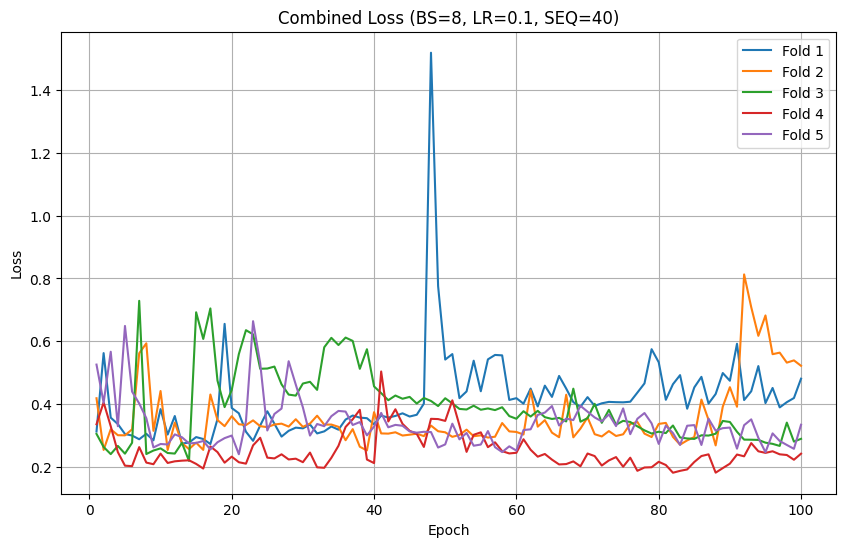 Combined Loss (BS=8, LR=0.1, SEQ=40)
Fold 1
Fold 2
Fold 3
Fold 4
Fold 5
1.4
1.2
1.0
0.8
0.6
0.4
0.2
Loss
0 20 40 60 80 100
Epoch